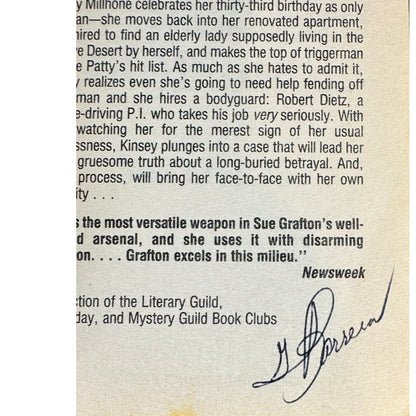 y Millhone celebrates her thirty-third birthday as only
an—she moves back into her renovated apartment,
hired to find an elderly lady supposedly living in the
ve Desert by herself, and makes the top of triggerman
e Patty's hit list. As much as she hates to admit it,
y realizes even she's going to need help fending off
man and she hires a bodyguard: Robert Dietz, a
e-driving P.I. who takes his job very seriously. With
watching her for the merest sign of her usual
ssness, Kinsey plunges into a case that will lead her
gruesome truth about a long-buried betrayal. And,
process, will bring her face-to-face with her own
ity . . .
s the most versatile weapon in Sue Grafton's well-
d arsenal, and she uses it with disarming
on. . . . Grafton excels in this milieu."
Newsweek
ction of the Literary Guild,
day, and Mystery Guild Book Clubs